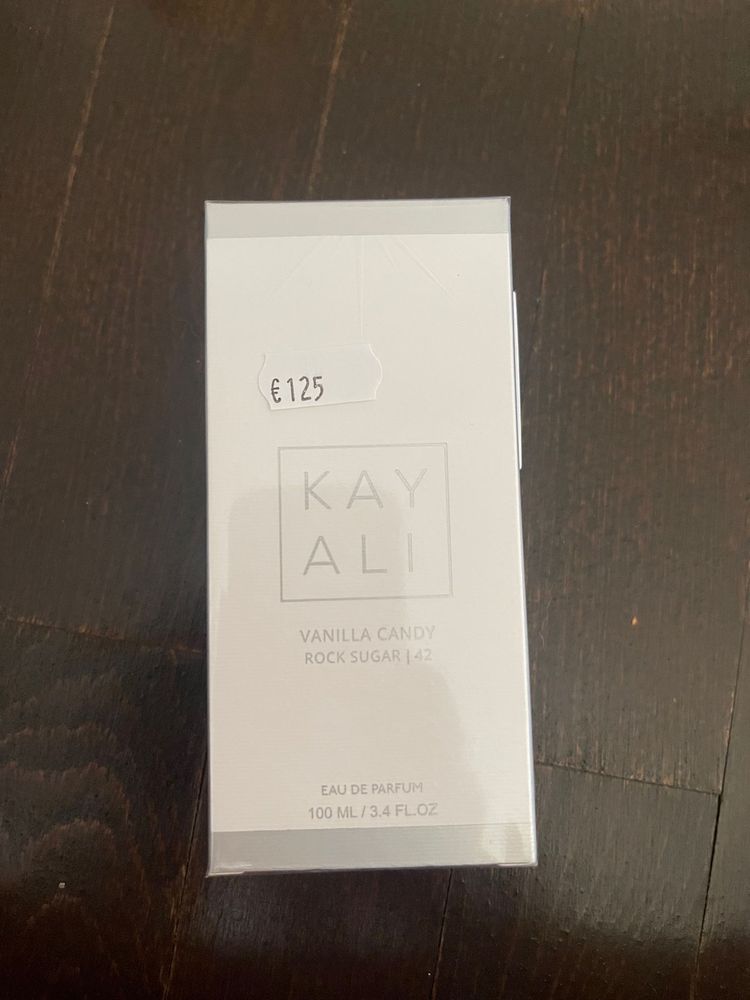 €125
KAY
ALI
VANILLA CANDY
ROCK SUGAR | 42
EAU DE PARFUM
100 ML / 3.4 FL.OZ